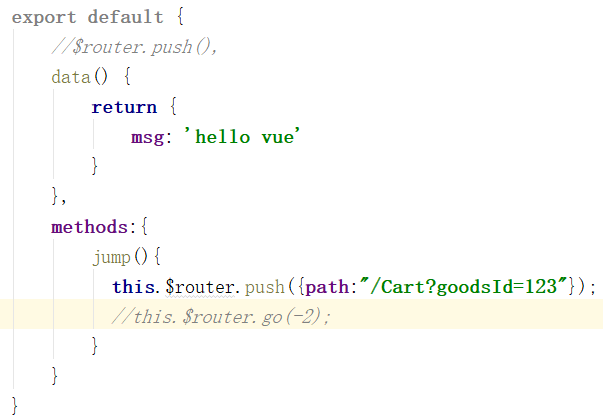 export default {
    //$router.push(),
    data() {
        return {
            msg: 'hello vue'
        }
    },
    methods:{
        jump(){
          this.$router.push({path:"/Cart?goodsId=123"});
          //this.$router.go(-2);
        }
    }
}